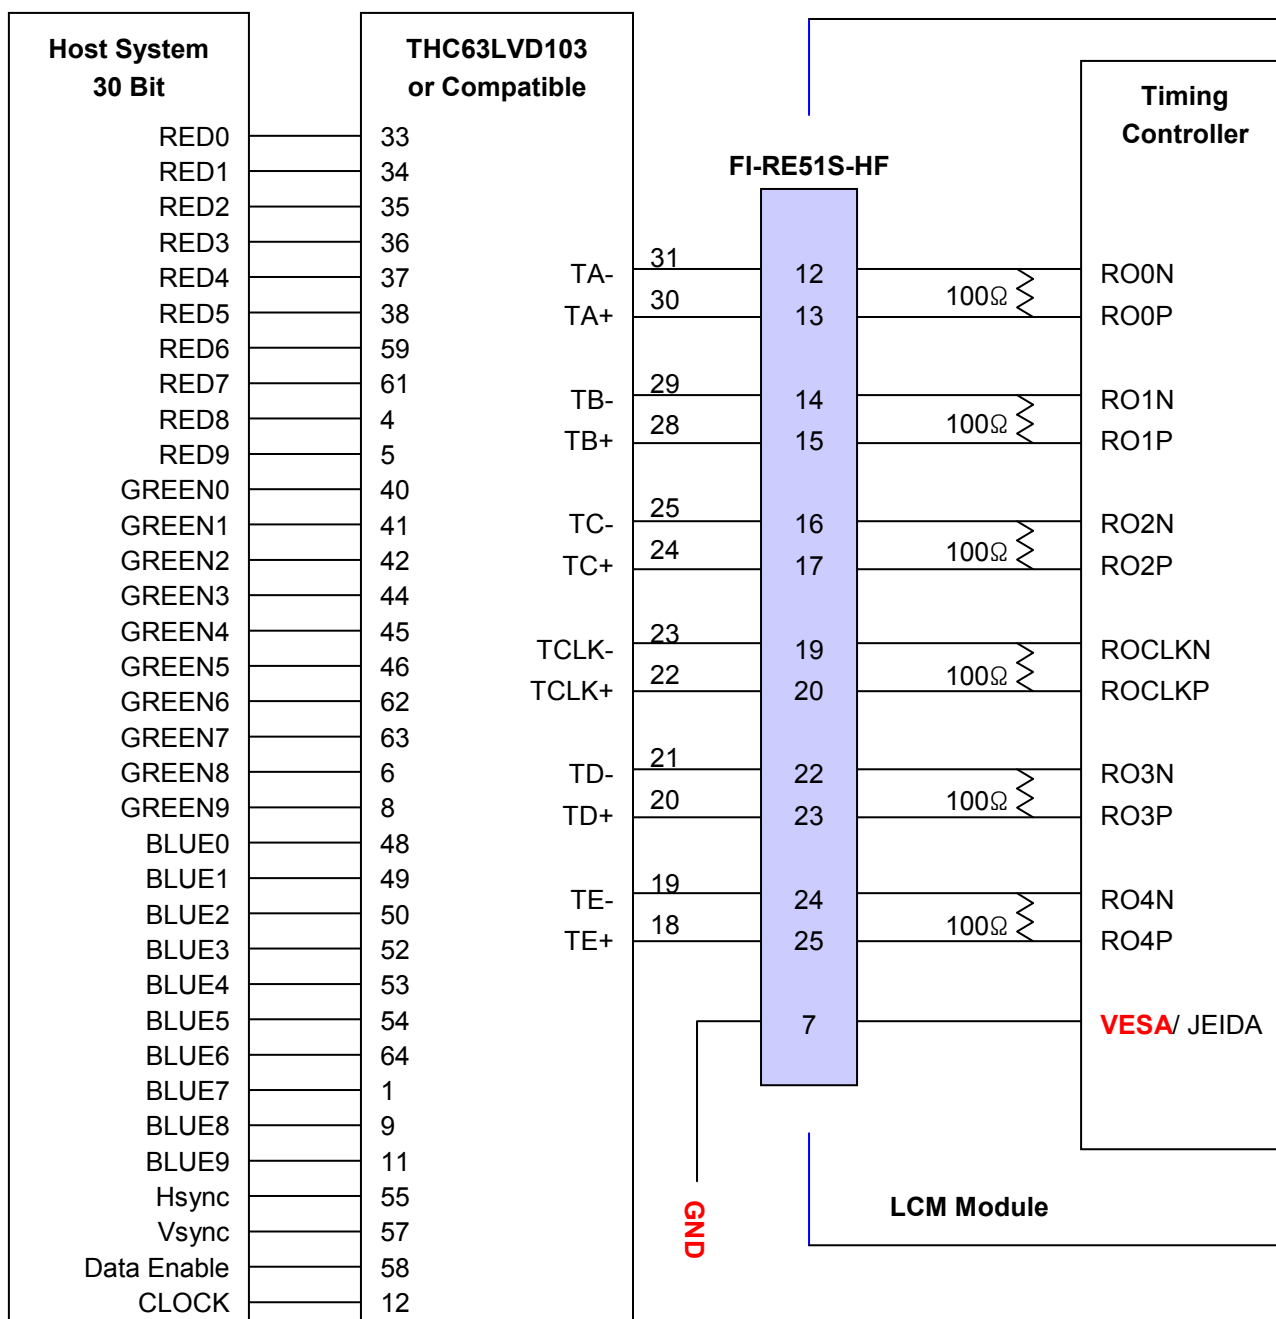 Host System
30 Bit
THC63LVD103
or Compatible
Timing
Controller
FI-RE51S-HF
RED0 33
RED1 34
RED2 35
RED3 36
RED4 37
RED5 38
RED6 59
RED7 61
RED8 4
RED9 5
GREEN0 40
GREEN1 41
GREEN2 42
GREEN3 44
GREEN4 45
GREEN5 46
GREEN6 62
GREEN7 63
GREEN8 6
GREEN9 8
BLUE0 48
BLUE1 49
BLUE2 50
BLUE3 52
BLUE4 53
BLUE5 54
BLUE6 64
BLUE7 1
BLUE8 9
BLUE9 11
Hsync 55
Vsync 57
Data Enable 58
CLOCK 12
TA- 31 12 RO0N
100Ω
TA+ 30 13 RO0P
TB- 29 14 RO1N
100Ω
TB+ 28 15 RO1P
TC- 25 16 RO2N
100Ω
TC+ 24 17 RO2P
TCLK- 23 19 ROCLKN
100Ω
TCLK+ 22 20 ROCLKP
TD- 21 22 RO3N
100Ω
TD+ 20 23 RO3P
TE- 19 24 RO4N
100Ω
TE+ 18 25 RO4P
7 VESA/ JEIDA
GND
LCM Module